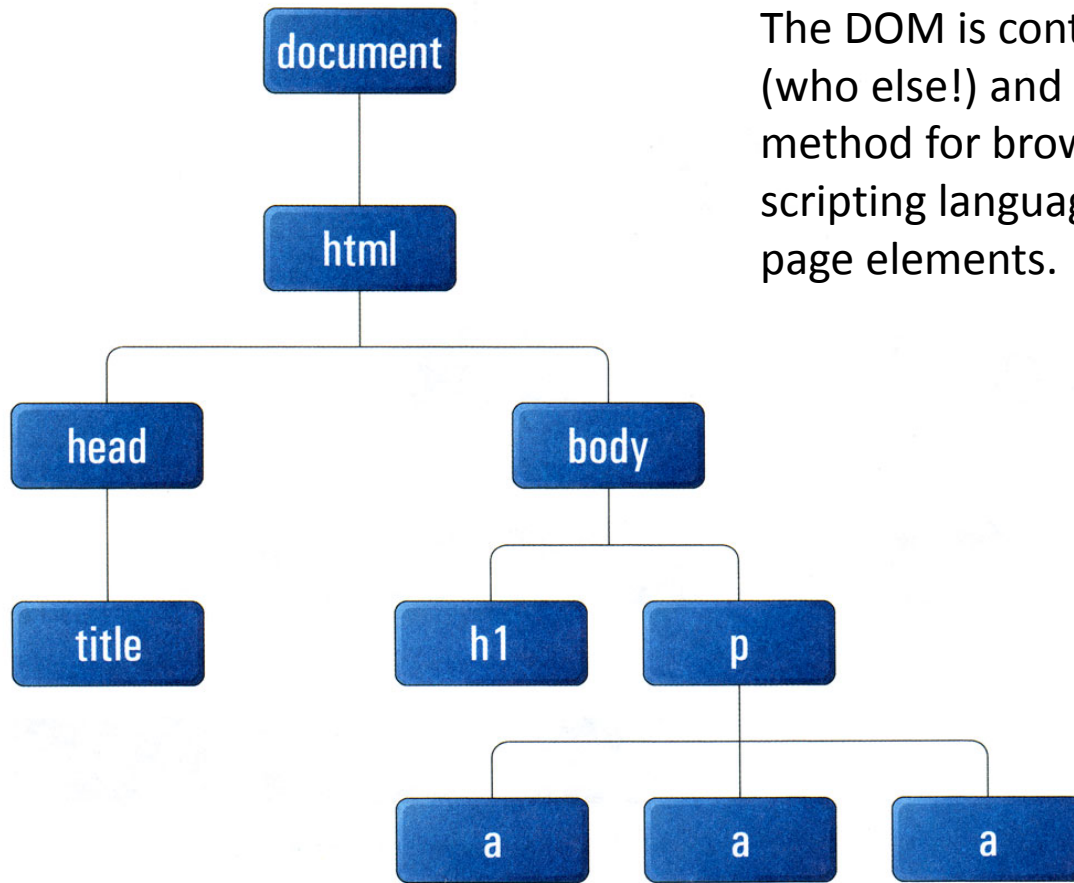 document
The DOM is cont
(who else!) and
method for brow
scripting languag
page elements.
html
head
body
title
h1
p
a
a
a